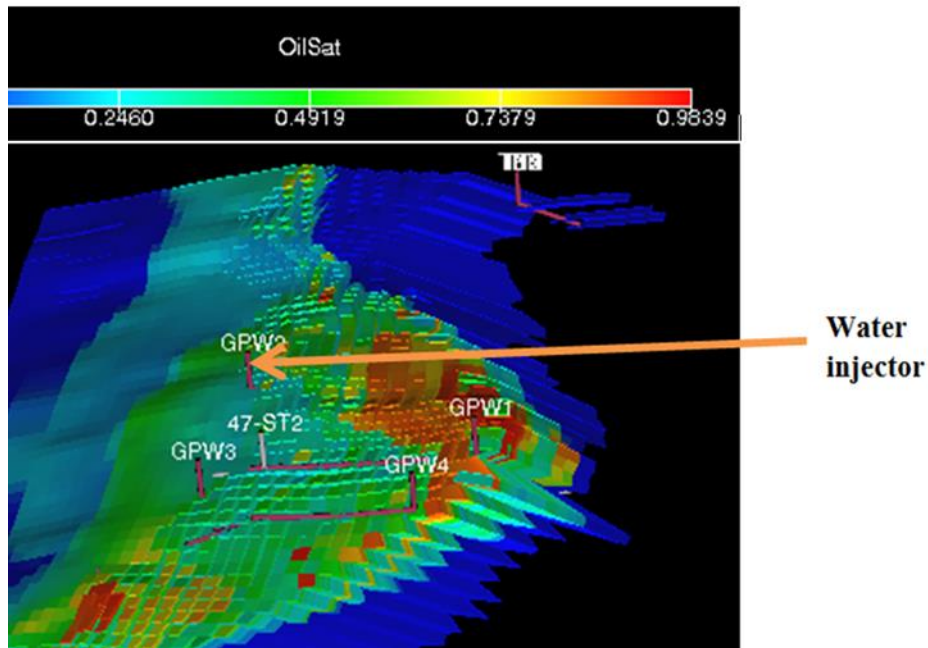 OilSat
0.2460 0.4919 0.7379 0.9839
GPW2
Water
injector
GPW1
47-ST2
GPW3
GPW4